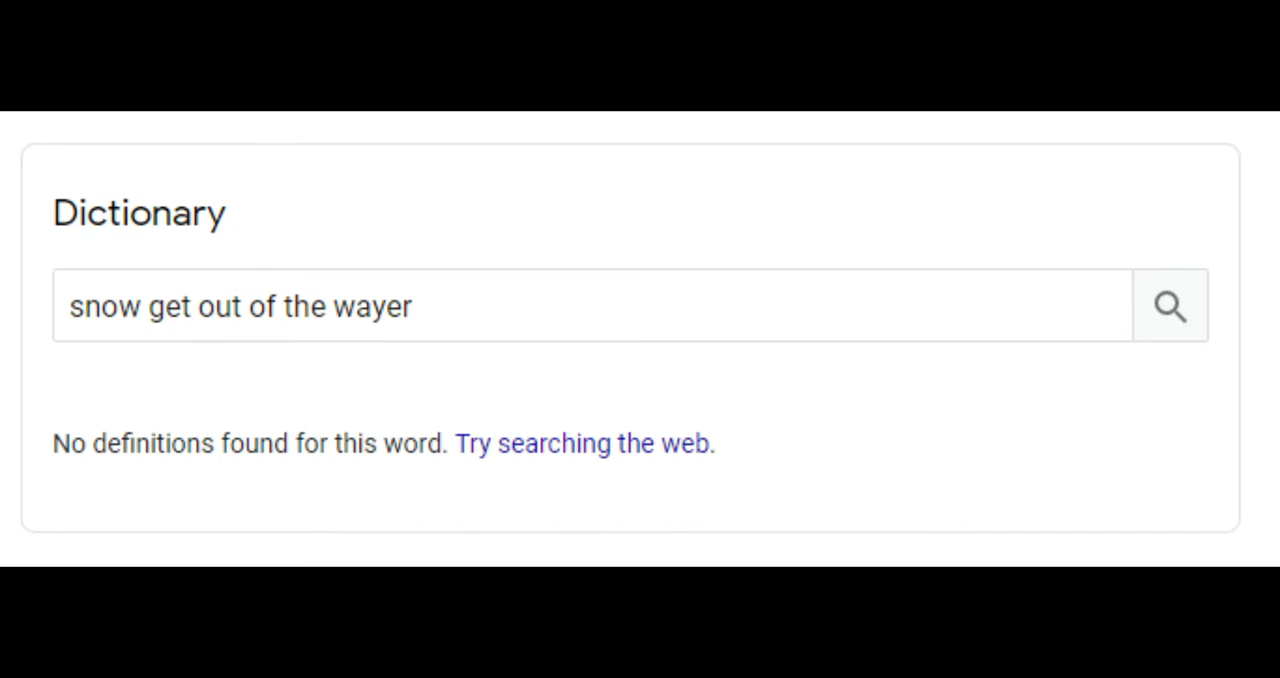 Dictionary
snow get out of the wayer
No definitions found for this word. Try searching the web.